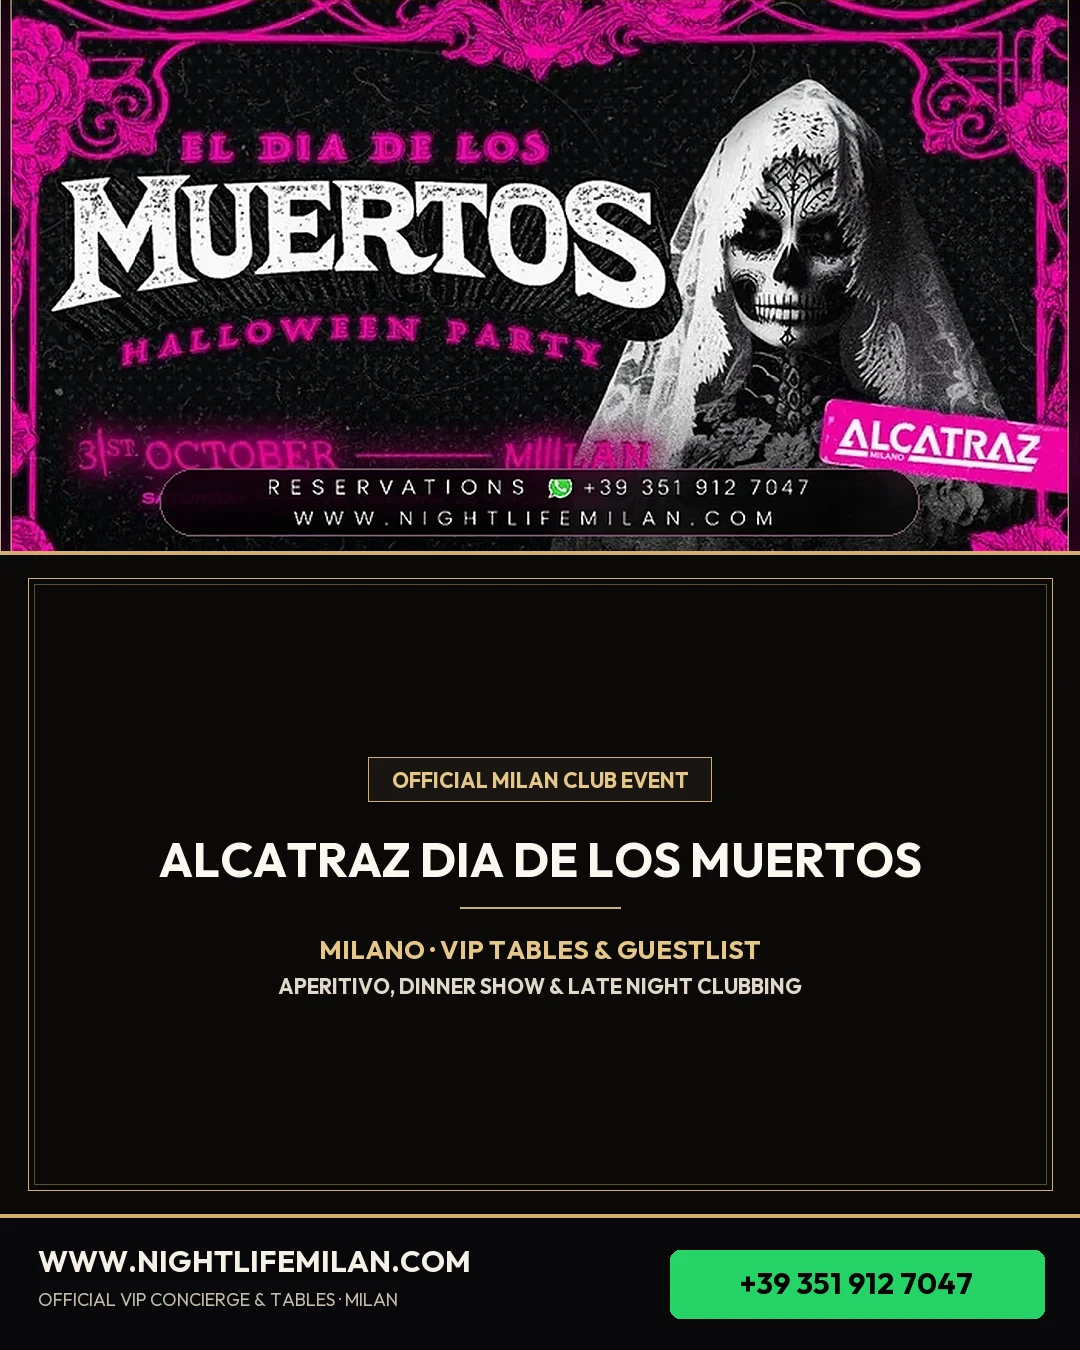 EL DIA DE LOS
MUERTOS
HALLOWEEN PARTY
31ST OCTOBER MILAN
ALCATRAZ
MILANO
RESERVATIONS +39 351 912 7047
WWW.NIGHTLIFEMILAN.COM
OFFICIAL MILAN CLUB EVENT
ALCATRAZ DIA DE LOS MUERTOS
MILANO · VIP TABLES & GUESTLIST
APERITIVO, DINNER SHOW & LATE NIGHT CLUBBING
WWW.NIGHTLIFEMILAN.COM
OFFICIAL VIP CONCIERGE & TABLES · MILAN
+39 351 912 7047